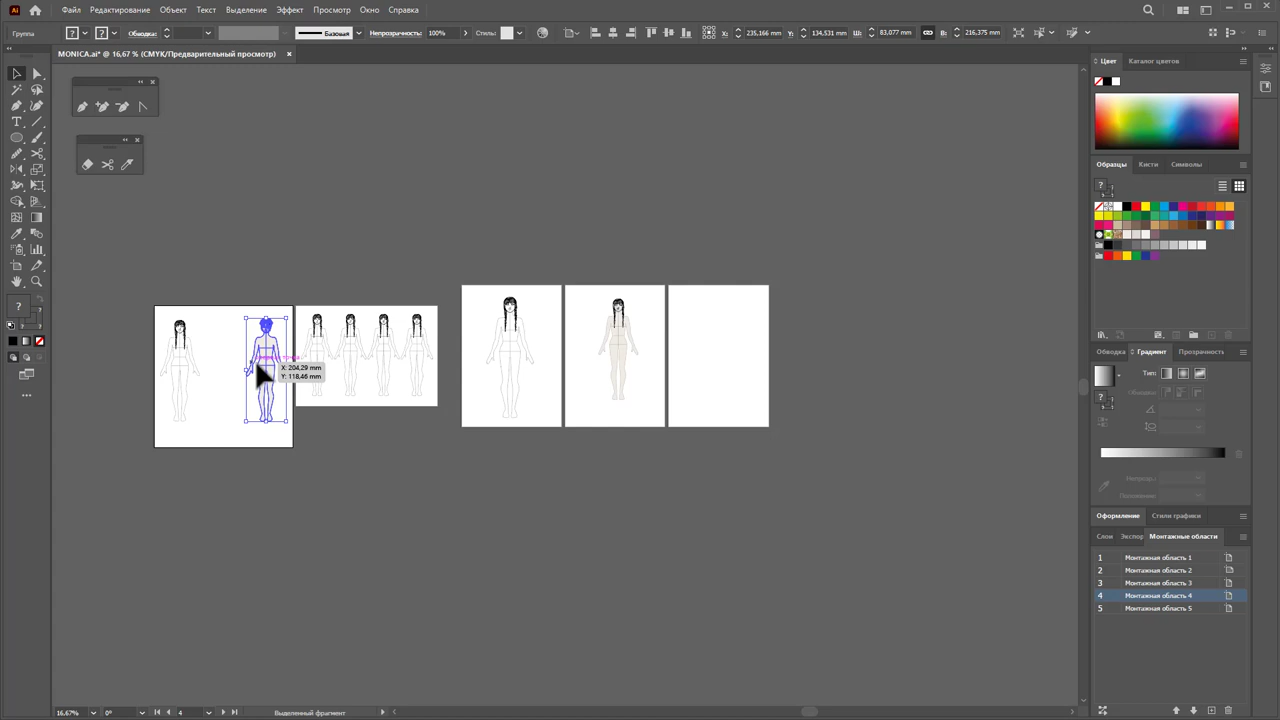 Ai Файл Редактирование Объект Текст Выделение Эффект Просмотр Окно Справка
Группа ? ? Обводка: Базовая Непрозрачность: 100% Стиль: X: 235,166 mm Y: 134,531 mm Ш: 83,077 mm В: 216,375 mm
MONICA.ai* @ 16,67 % (CMYK/Предварительный просмотр)
Цвет Каталог цветов
Образцы Кисти Символы
?
X: 204,29 mm
Y: 118,46 mm
?
?
?
Обводка Градиент Прозрачность
Тип:
?
Непрозр.:
Положение:
Оформление Стили графики
Слои Экспор Монтажные области
1 Монтажная область 1
2 Монтажная область 2
3 Монтажная область 3
4 Монтажная область 4
5 Монтажная область 5
16,67% 0° 4 Выделенный фрагмент